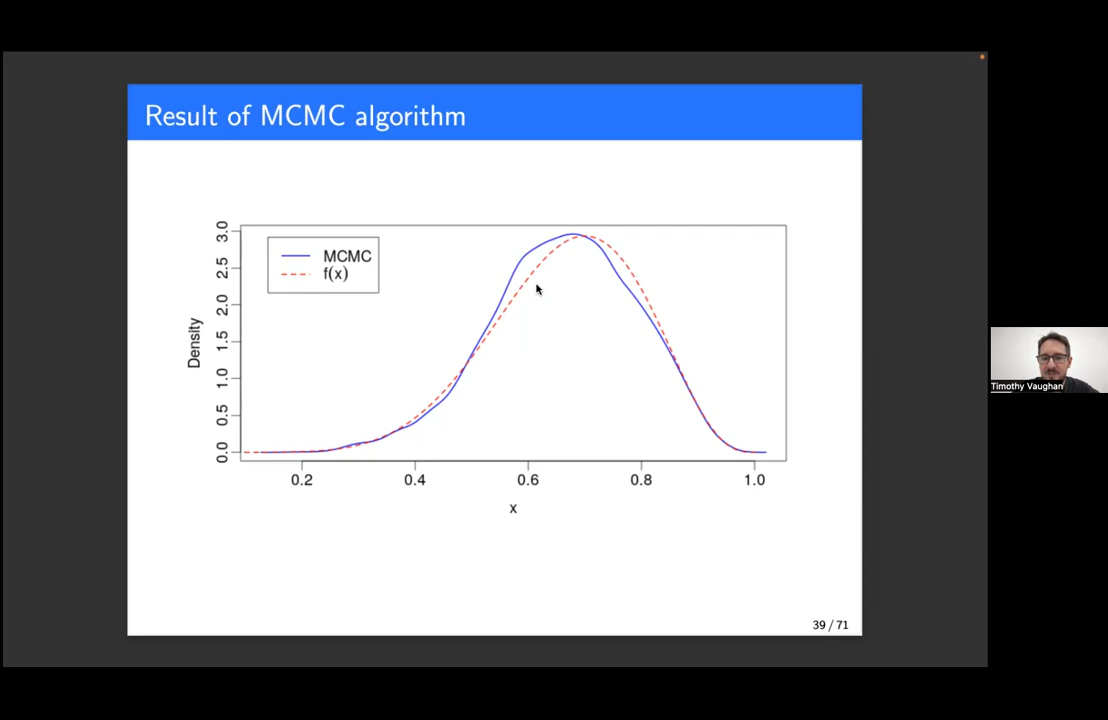 Result of MCMC algorithm
MCMC
f(x)
Density
3.0
2.5
2.0
1.5
1.0
0.5
0.0
0.2 0.4 0.6 0.8 1.0
x
39 / 71
Timothy Vaughan